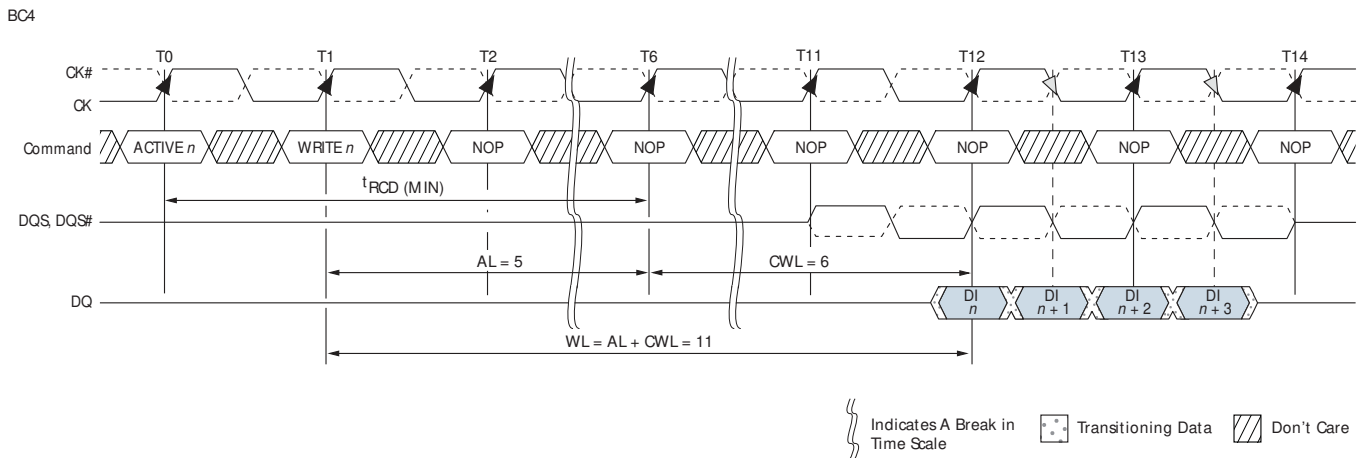 BC4
T0 T1 T2 T6 T11 T12 T13 T14
CK#
CK
Command ACTIVE n WRITE n NOP NOP NOP NOP NOP NOP
tRCD (MIN)
DQS, DQS#
AL = 5 CWL = 6
DQ DI n DI n + 1 DI n + 2 DI n + 3
WL = AL + CWL = 11
Indicates A Break in
Time Scale
Transitioning Data
Don't Care